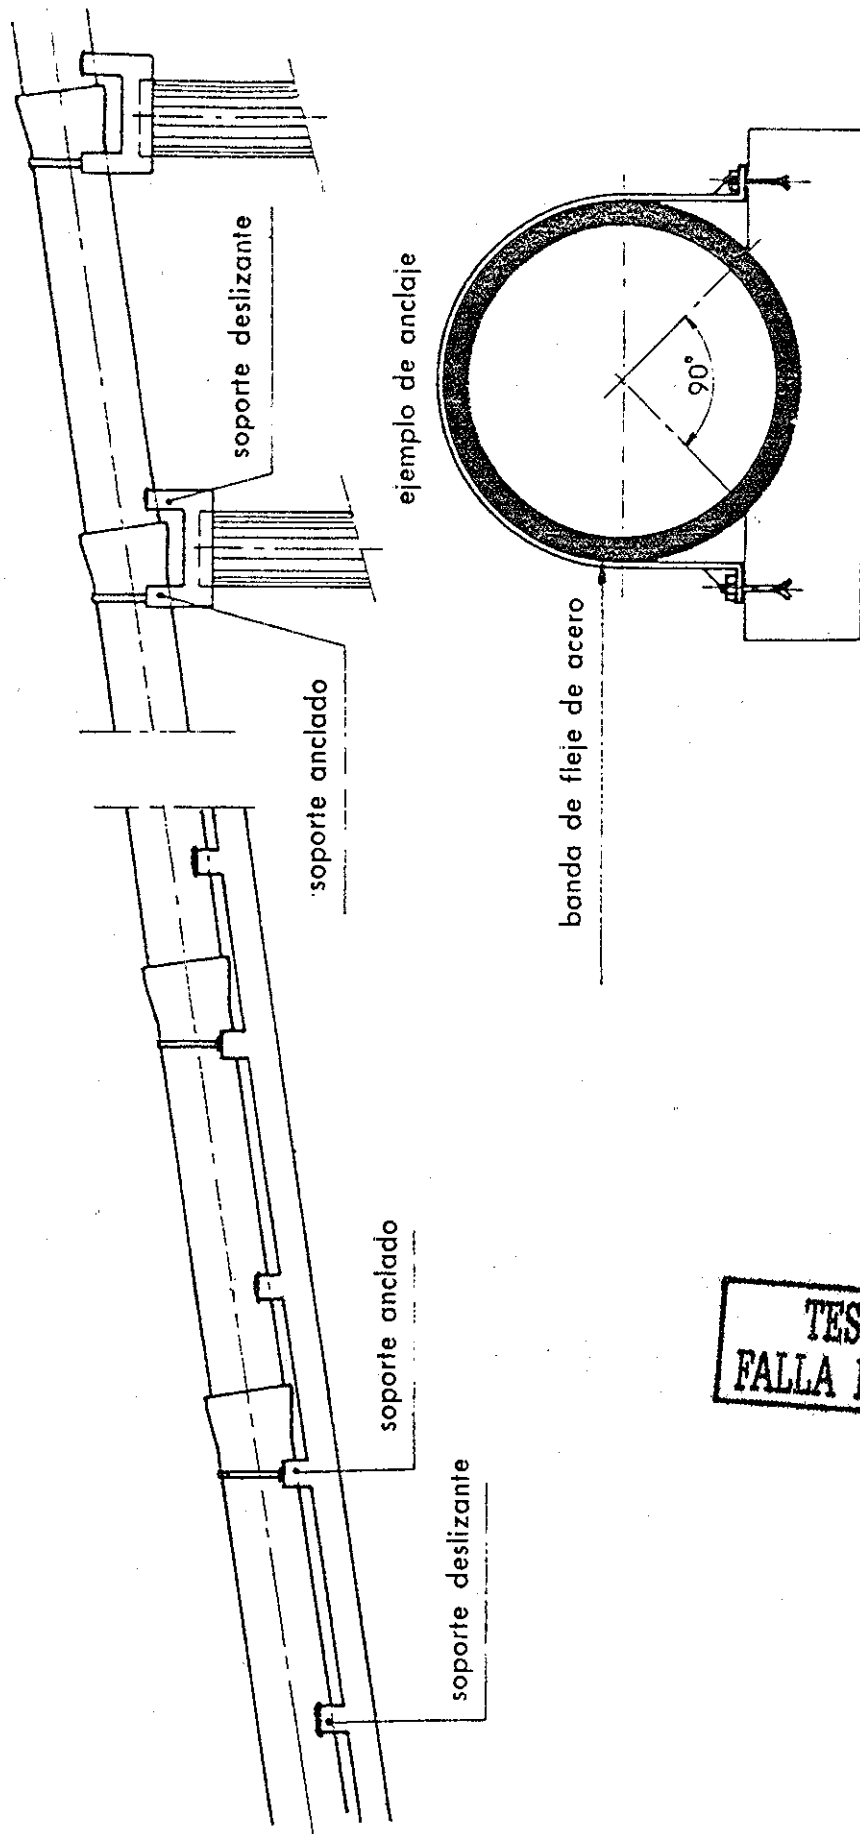 soporte deslizante
soporte anclado
soporte anclado
soporte deslizante
ejemplo de anclaje
banda de fleje de acero
90°
TES
FALLA